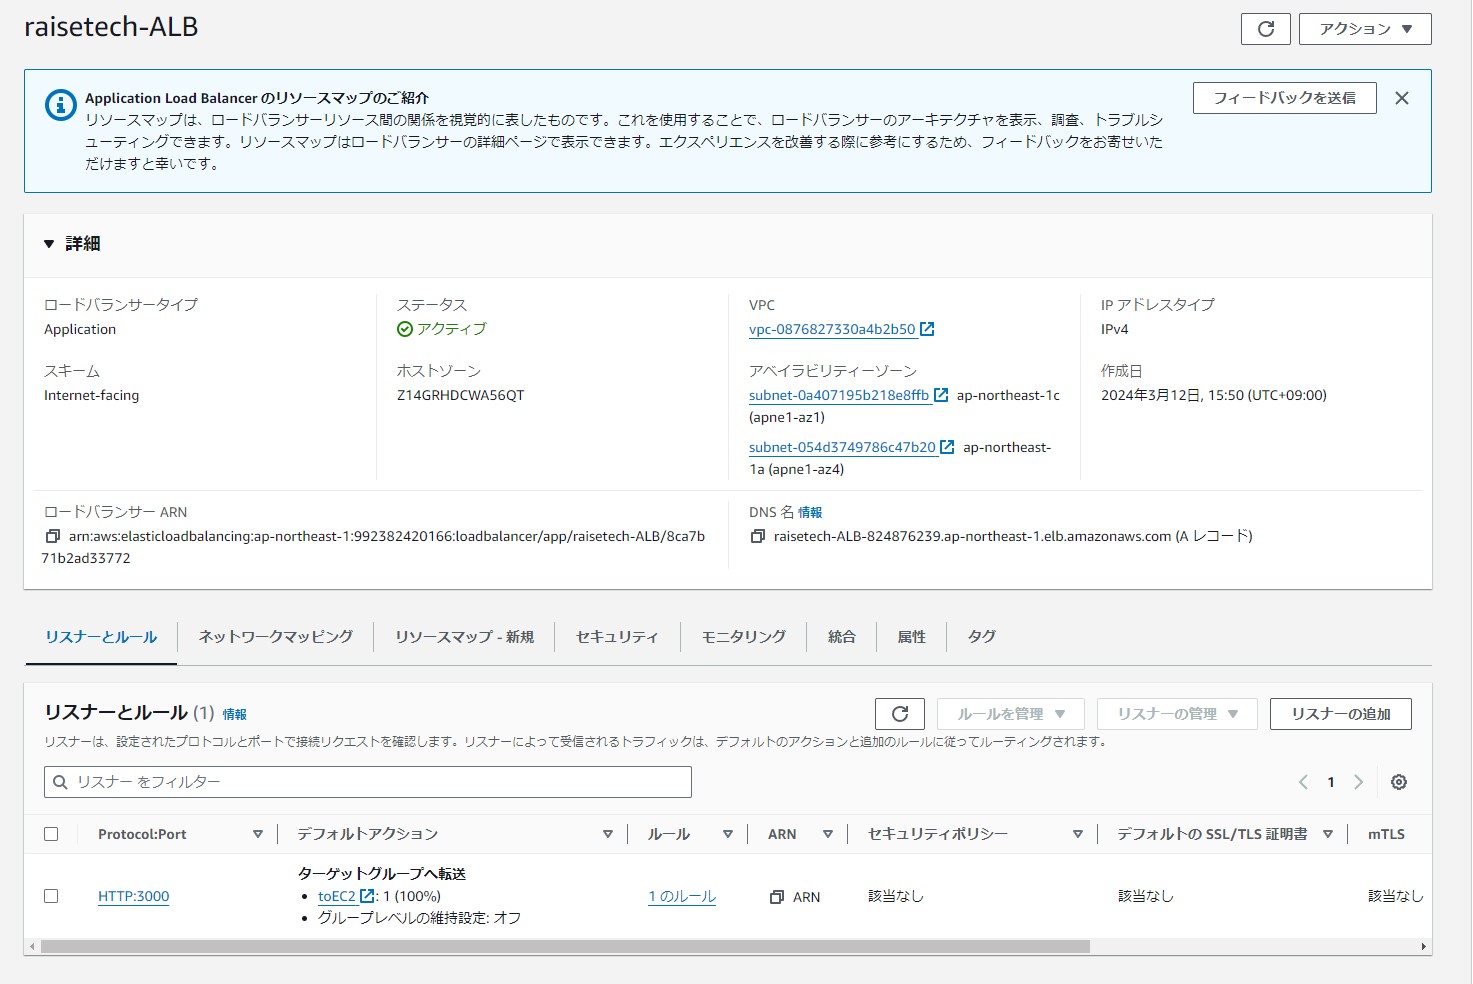 raisetech-ALB
アクション
Application Load Balancer のリソースマップのご紹介
フィードバックを送信
リソースマップは、ロードバランサーリソース間の関係を視覚的に表したものです。これを使用することで、ロードバランサーのアーキテクチャを表示、調査、トラブルシ
ューティングできます。リソースマップはロードバランサーの詳細ページで表示できます。エクスペリエンスを改善する際に参考にするため、フィードバックをお寄せいた
だけますと幸いです。
詳細
ロードバランサータイプ
Application
ステータス
アクティブ
VPC
vpc-0876827330a4b2b50
IP アドレスタイプ
IPv4
スキーム
Internet-facing
ホストゾーン
Z14GRHDCWA56QT
アベイラビリティーゾーン
subnet-0a407195b218e8ffb ap-northeast-1c
(apne1-az1)
subnet-054d3749786c47b20 ap-northeast-
1a (apne1-az4)
作成日
2024年3月12日, 15:50 (UTC+09:00)
ロードバランサー ARN
arn:aws:elasticloadbalancing:ap-northeast-1:992382420166:loadbalancer/app/raisetech-ALB/8ca7b
71b2ad33772
DNS 名 情報
raisetech-ALB-824876239.ap-northeast-1.elb.amazonaws.com (A レコード)
リスナーとルール ネットワークマッピング リソースマップ - 新規 セキュリティ モニタリング 統合 属性 タグ
リスナーとルール (1) 情報
ルールを管理 リスナーの管理 リスナーの追加
リスナーは、設定されたプロトコルとポートで接続リクエストを確認します。リスナーによって受信されるトラフィックは、デフォルトのアクションと追加のルールに従ってルーティングされます。
リスナー をフィルター
1
Protocol:Port デフォルトアクション ルール ARN セキュリティポリシー デフォルトの SSL/TLS 証明書 mTLS
ターゲットグループへ転送
HTTP:3000 • toEC2 : 1 (100%) 1 のルール ARN 該当なし 該当なし 該当なし
• グループレベルの維持設定: オフ